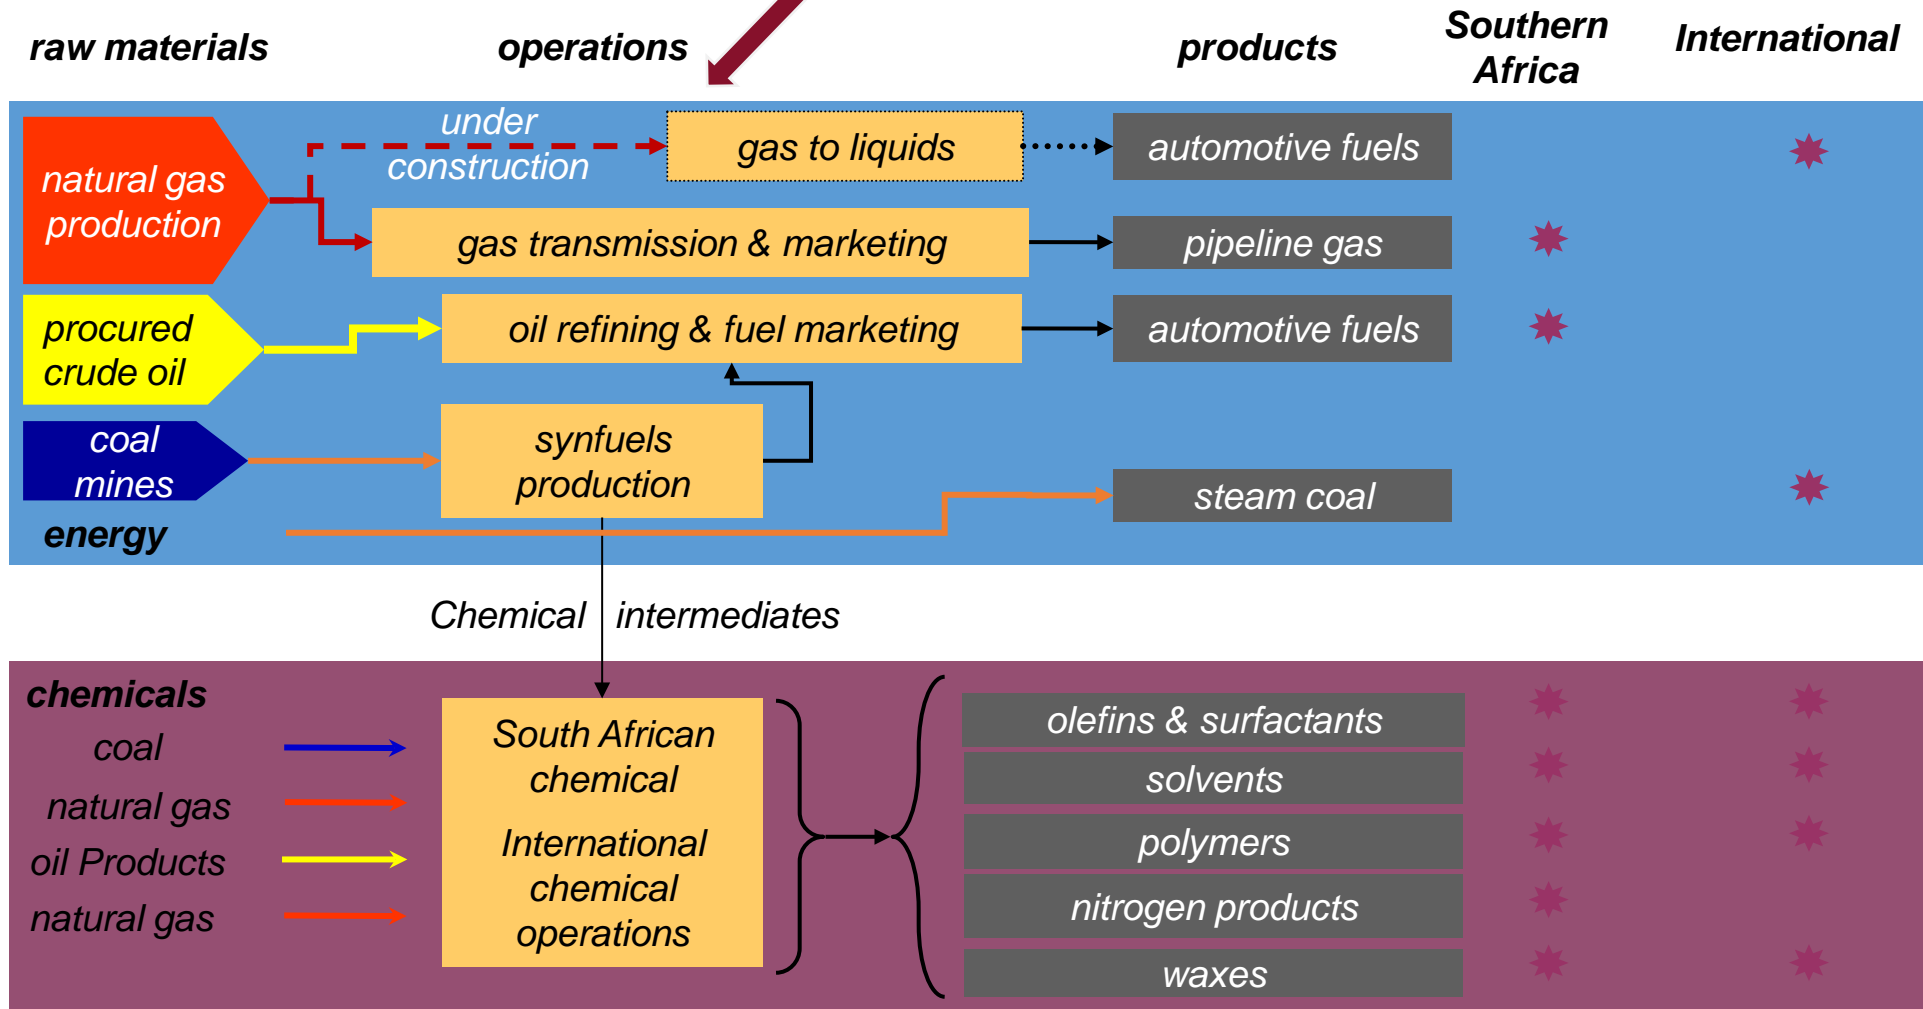 raw materials
operations
products
Southern
Africa
International
natural gas
production
under
construction
gas to liquids
automotive fuels
gas transmission & marketing
pipeline gas
procured
crude oil
oil refining & fuel marketing
automotive fuels
coal
mines
synfuels
production
steam coal
energy
Chemical intermediates
chemicals
coal
natural gas
oil Products
natural gas
South African
chemical
International
chemical
operations
olefins & surfactants
solvents
polymers
nitrogen products
waxes